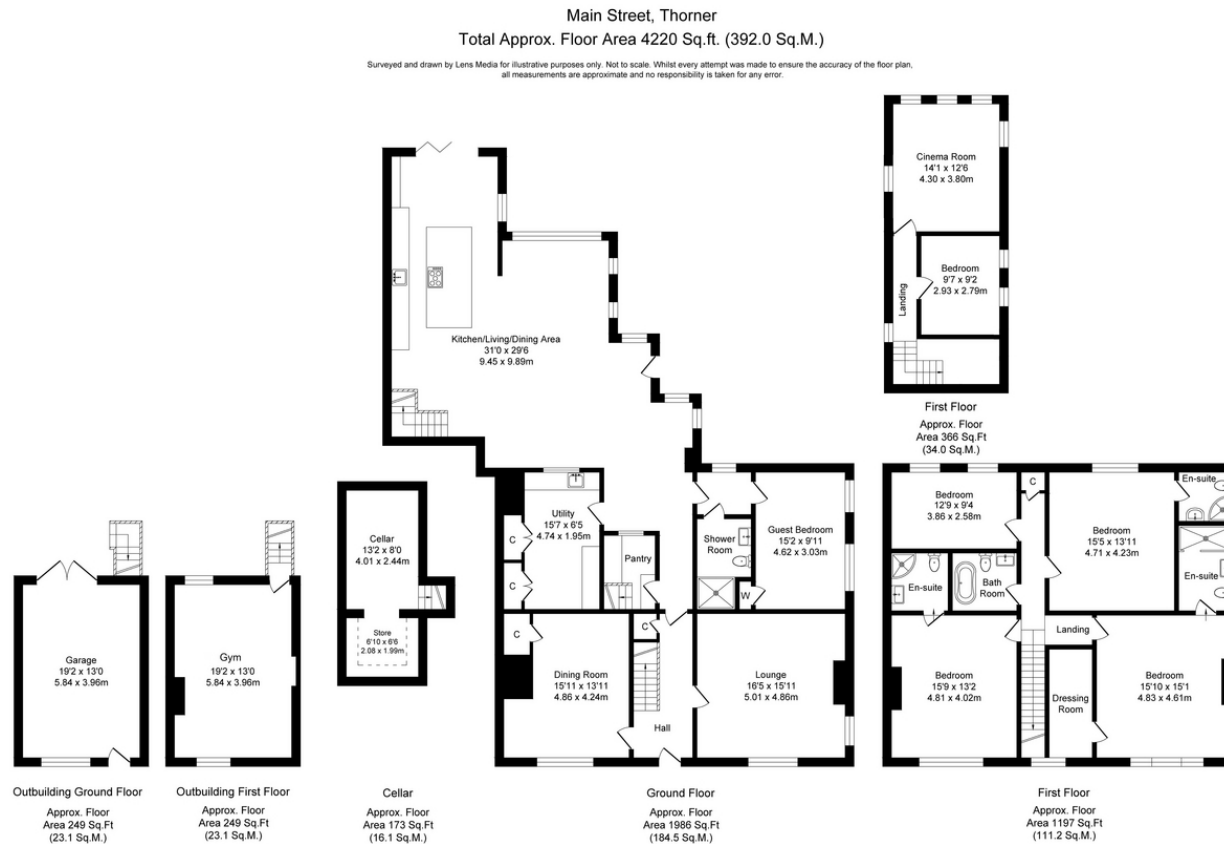 Main Street, Thorner
Total Approx. Floor Area 4220 Sq.ft. (392.0 Sq.M.)
Surveyed and drawn by Lens Media for illustrative purposes only. Not to scale. Whilst every attempt was made to ensure the accuracy of the floor plan,
all measurements are approximate and no responsibility is taken for any error.
Cinema Room
14'1 x 12'6
4.30 x 3.80m
Bedroom
9'7 x 9'2
2.93 x 2.79m
Landing
First Floor
Approx. Floor
Area 366 Sq.Ft
(34.0 Sq.M.)
Kitchen/Living/Dining Area
31'0 x 29'6
9.45 x 9.89m
Utility
15'7 x 6'5
4.74 x 1.95m
C
C
Pantry
Shower
Room
W
Guest Bedroom
15'2 x 9'11
4.62 x 3.03m
C
Dining Room
15'11 x 13'11
4.86 x 4.24m
C
Hall
Lounge
16'5 x 15'11
5.01 x 4.86m
Cellar
13'2 x 8'0
4.01 x 2.44m
Store
6'10 x 6'6
2.08 x 1.99m
Garage
19'2 x 13'0
5.84 x 3.96m
Gym
19'2 x 13'0
5.84 x 3.96m
Bedroom
12'9 x 9'4
3.86 x 2.58m
C
Bedroom
15'5 x 13'11
4.71 x 4.23m
En-suite
En-suite
En-suite
Bath
Room
Landing
Bedroom
15'9 x 13'2
4.81 x 4.02m
Dressing
Room
Bedroom
15'10 x 15'1
4.83 x 4.61m
Outbuilding Ground Floor
Approx. Floor
Area 249 Sq.Ft
(23.1 Sq.M.)
Outbuilding First Floor
Approx. Floor
Area 249 Sq.Ft
(23.1 Sq.M.)
Cellar
Approx. Floor
Area 173 Sq.Ft
(16.1 Sq.M.)
Ground Floor
Approx. Floor
Area 1986 Sq.Ft
(184.5 Sq.M.)
First Floor
Approx. Floor
Area 1197 Sq.Ft
(111.2 Sq.M.)